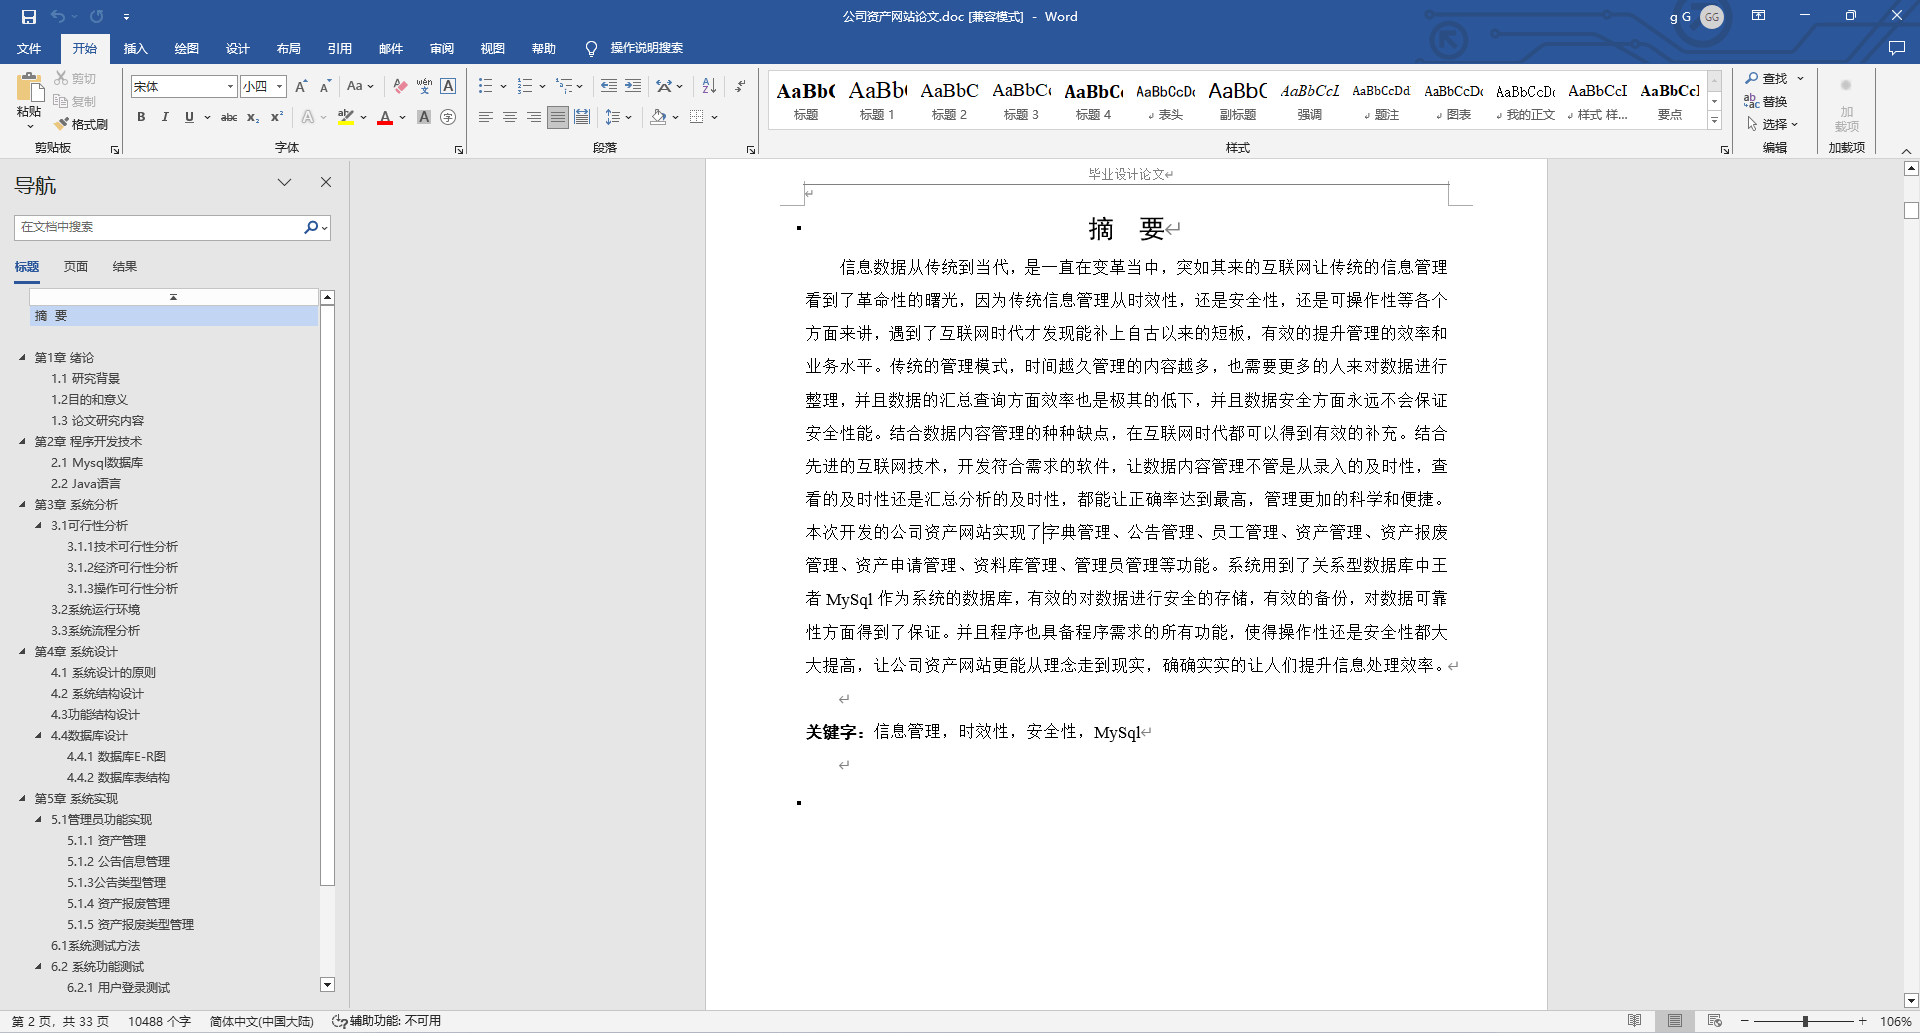 公司资产网站论文.doc [兼容模式] - Word
g G
GG
文件 开始 插入 绘图 设计 布局 引用 邮件 审阅 视图 帮助 操作说明搜索
粘贴
剪切
复制
格式刷
剪贴板
宋体 小四
字体
段落
AaBbC AaBb AaBbC AaBbC AaBbC AaBbCcDc AaBbC AaBbCcL AaBbCcDd AaBbCcDc AaBbCcDc AaBbCcI AaBbCcI
标题 标题 1 标题 2 标题 3 标题 4 表头 副标题 强调 题注 图表 我的正文 样式 样... 要点
样式
查找
替换
选择
编辑
加载项
加载项
导航
在文档中搜索
标题 页面 结果
摘 要
第1章 绪论
1.1 研究背景
1.2目的和意义
1.3 论文研究内容
第2章 程序开发技术
2.1 Mysql数据库
2.2 Java语言
第3章 系统分析
3.1可行性分析
3.1.1技术可行性分析
3.1.2经济可行性分析
3.1.3操作可行性分析
3.2系统运行环境
3.3系统流程分析
第4章 系统设计
4.1 系统设计的原则
4.2 系统结构设计
4.3功能结构设计
4.4数据库设计
4.4.1 数据库E-R图
4.4.2 数据库表结构
第5章 系统实现
5.1管理员功能实现
5.1.1 资产管理
5.1.2 公告信息管理
5.1.3公告类型管理
5.1.4 资产报废管理
5.1.5 资产报废类型管理
6.1系统测试方法
6.2 系统功能测试
6.2.1 用户登录测试
毕业设计论文
摘 要
信息数据从传统到当代，是一直在变革当中，突如其来的互联网让传统的信息管理
看到了革命性的曙光，因为传统信息管理从时效性，还是安全性，还是可操作性等各个
方面来讲，遇到了互联网时代才发现能补上自古以来的短板，有效的提升管理的效率和
业务水平。传统的管理模式，时间越久管理的内容越多，也需要更多的人来对数据进行
整理，并且数据的汇总查询方面效率也是极其的低下，并且数据安全方面永远不会保证
安全性能。结合数据内容管理的种种缺点，在互联网时代都可以得到有效的补充。结合
先进的互联网技术，开发符合需求的软件，让数据内容管理不管是从录入的及时性，查
看的及时性还是汇总分析的及时性，都能让正确率达到最高，管理更加的科学和便捷。
本次开发的公司资产网站实现了字典管理、公告管理、员工管理、资产管理、资产报废
管理、资产申请管理、资料库管理、管理员管理等功能。系统用到了关系型数据库中王
者 MySql 作为系统的数据库，有效的对数据进行安全的存储，有效的备份，对数据可靠
性方面得到了保证。并且程序也具备程序需求的所有功能，使得操作性还是安全性都大
大提高，让公司资产网站更能从理念走到现实，确确实实的让人们提升信息处理效率。
关键字：信息管理，时效性，安全性，MySql
第 2 页，共 33 页 10488 个字 简体中文(中国大陆) 辅助功能: 不可用
106%